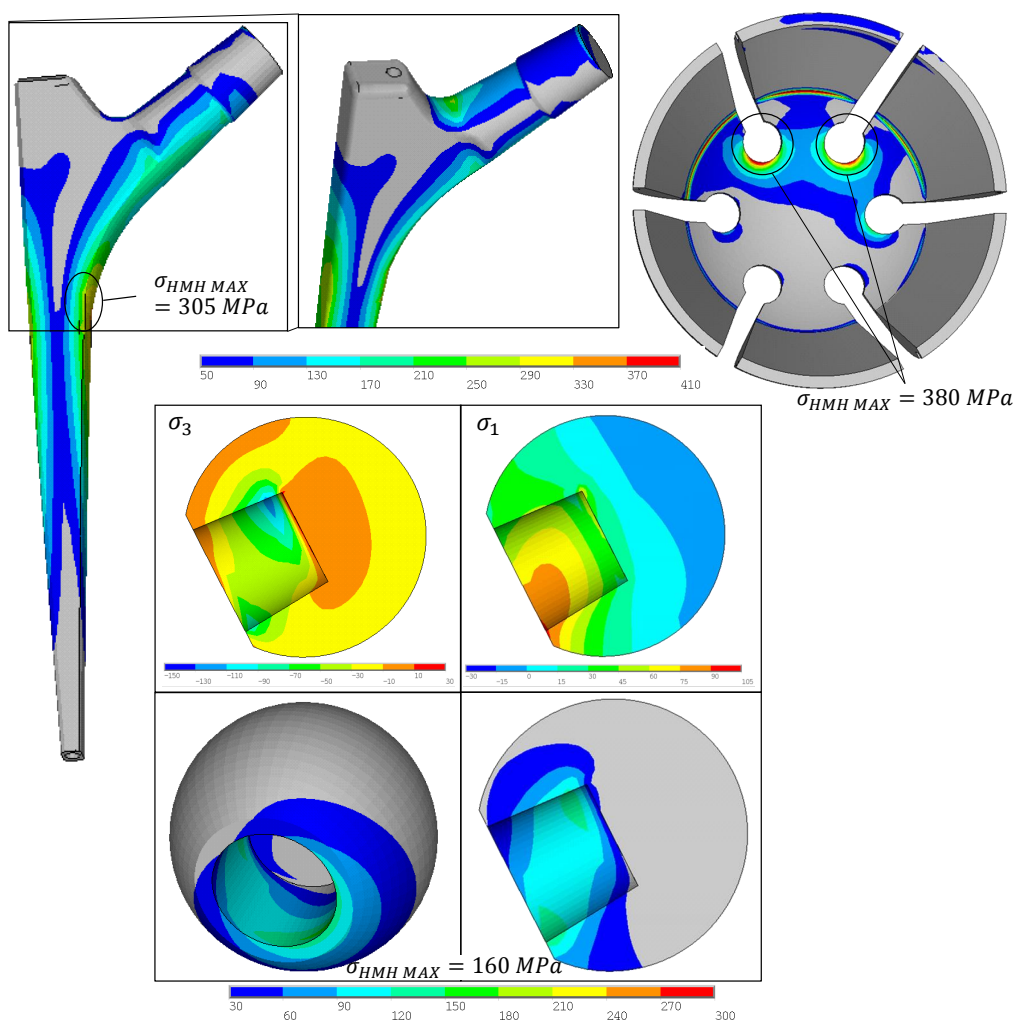 σHMH MAX
= 305 MPa
50 90 130 170 210 250 290 330 370 410
σHMH MAX = 380 MPa
σ3
σ1
−150 −130 −110 −90 −70 −50 −30 −10 10 30
−30 −15 0 15 30 45 60 75 90 105
σHMH MAX = 160 MPa
30 60 90 120 150 180 210 240 270 300